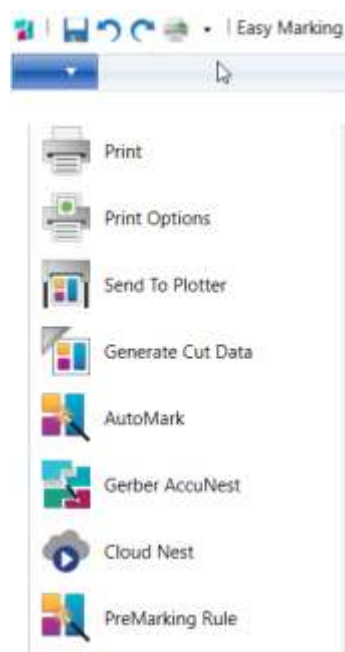 Easy Marking
Print
Print Options
Send To Plotter
Generate Cut Data
AutoMark
Gerber AccuNest
Cloud Nest
PreMarking Rule